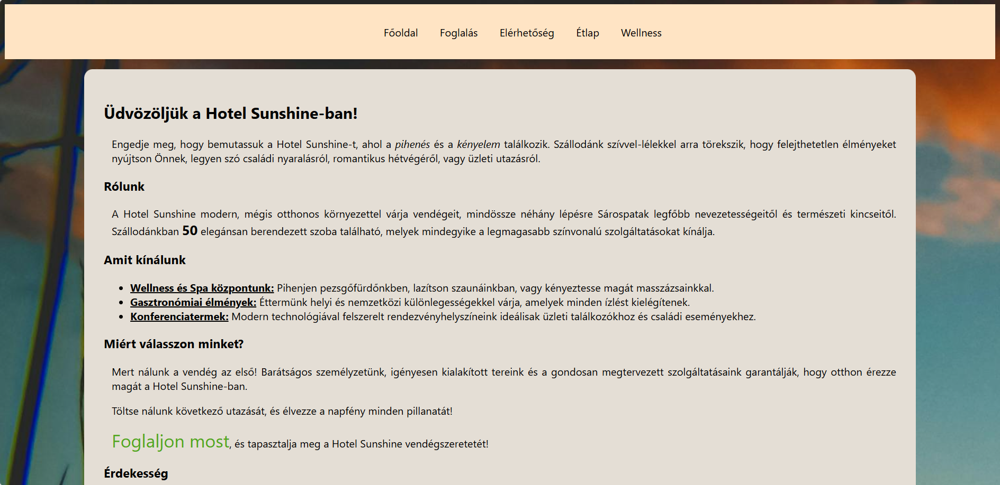 Főoldal Foglalás Elérhetőség Étlap Wellness
Üdvözöljük a Hotel Sunshine-ban!
Engedje meg, hogy bemutassuk a Hotel Sunshine-t, ahol a pihenés és a kényelem találkozik. Szállodánk szívvel-lélekkel arra törekszik, hogy felejthetetlen élményeket
nyújtson Önnek, legyen szó családi nyaralásról, romantikus hétvégéről, vagy üzleti utazásról.
Rólunk
A Hotel Sunshine modern, mégis otthonos környezettel várja vendégeit, mindössze néhány lépésre Sárospatak legfőbb nevezetességeitől és természeti kincseitől.
Szállodánkban 50 elegánsan berendezett szoba található, melyek mindegyike a legmagasabb színvonalú szolgáltatásokat kínálja.
Amit kínálunk
• Wellness és Spa központunk: Pihenjen pezsgőfürdőnkben, lazítson szaunáinkban, vagy kényeztesse magát masszázsainkkal.
• Gasztronómiai élmények: Éttermünk helyi és nemzetközi különlegességekkel várja, amelyek minden ízlést kielégítenek.
• Konferenciatermek: Modern technológiával felszerelt rendezvényhelyszíneink ideálisak üzleti találkozókhoz és családi eseményekhez.
Miért válasszon minket?
Mert nálunk a vendég az első! Barátságos személyzetünk, igényesen kialakított tereink és a gondosan megtervezett szolgáltatásaink garantálják, hogy otthon érezze
magát a Hotel Sunshine-ban.
Töltse nálunk következő utazását, és élvezze a napfény minden pillanatát!
Foglaljon most, és tapasztalja meg a Hotel Sunshine vendégszeretetét!
Érdekesség